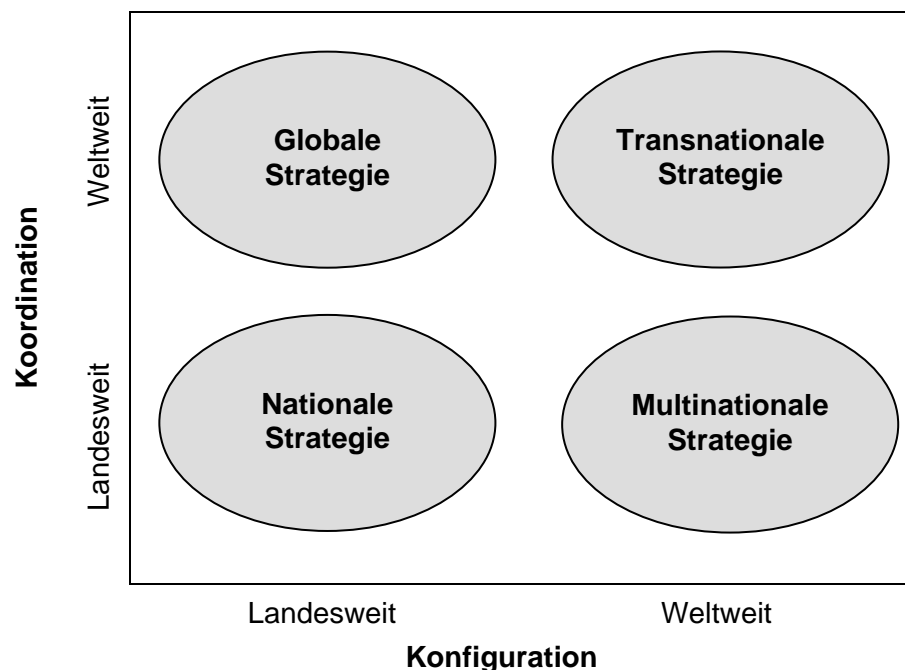 Koordination
Weltweit
Landesweit
Globale
Strategie
Transnationale
Strategie
Nationale
Strategie
Multinationale
Strategie
Landesweit
Weltweit
Konfiguration